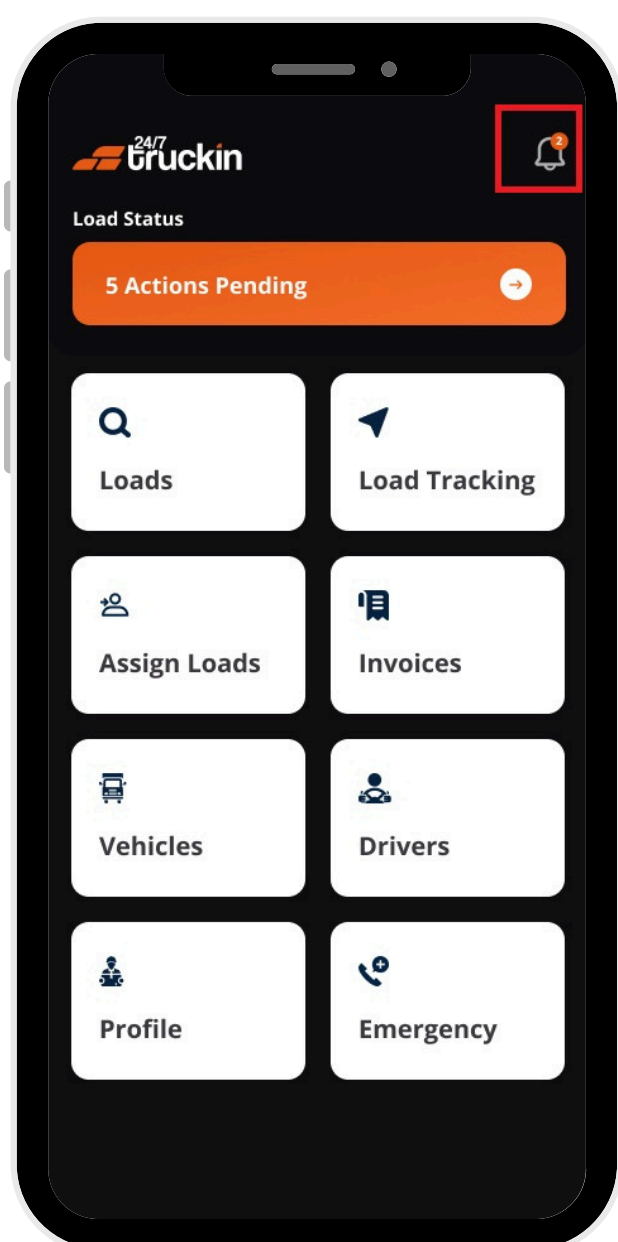 24/7
truckin
2
Load Status
5 Actions Pending
Loads
Load Tracking
Assign Loads
Invoices
Vehicles
Drivers
Profile
Emergency